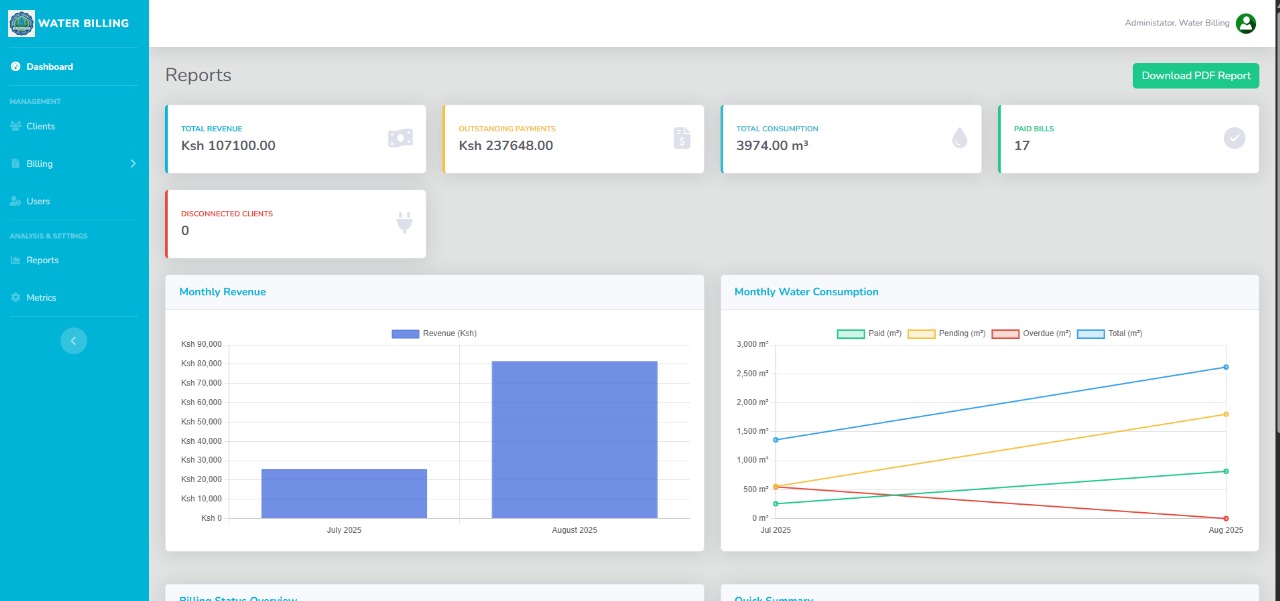 WATER BILLING
Administator, Water Billing
Dashboard
MANAGEMENT
Clients
Billing
Users
ANALYSIS & SETTINGS
Reports
Metrics
Reports
Download PDF Report
TOTAL REVENUE
Ksh 107100.00
OUTSTANDING PAYMENTS
Ksh 237648.00
TOTAL CONSUMPTION
3974.00 m³
PAID BILLS
17
DISCONNECTED CLIENTS
0
Monthly Revenue
Revenue (Ksh)
Ksh 90,000
Ksh 80,000
Ksh 70,000
Ksh 60,000
Ksh 50,000
Ksh 40,000
Ksh 30,000
Ksh 20,000
Ksh 10,000
Ksh 0
July 2025 August 2025
Monthly Water Consumption
Paid (m³) Pending (m³) Overdue (m³) Total (m³)
3,000 m³
2,500 m³
2,000 m³
1,500 m³
1,000 m³
500 m³
0 m³
Jul 2025 Aug 2025
Billing Status Overview
Quick Summary